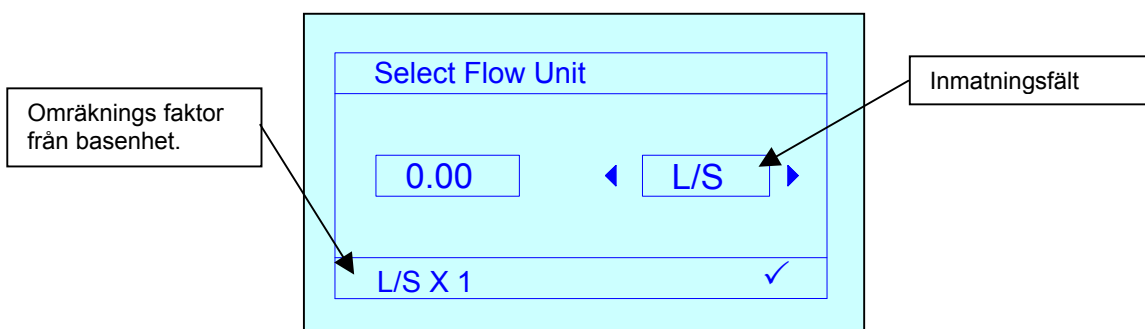 Select Flow Unit
Inmatningsfält
Omräknings faktor
från basenhet.
0.00
L/S
L/S X 1